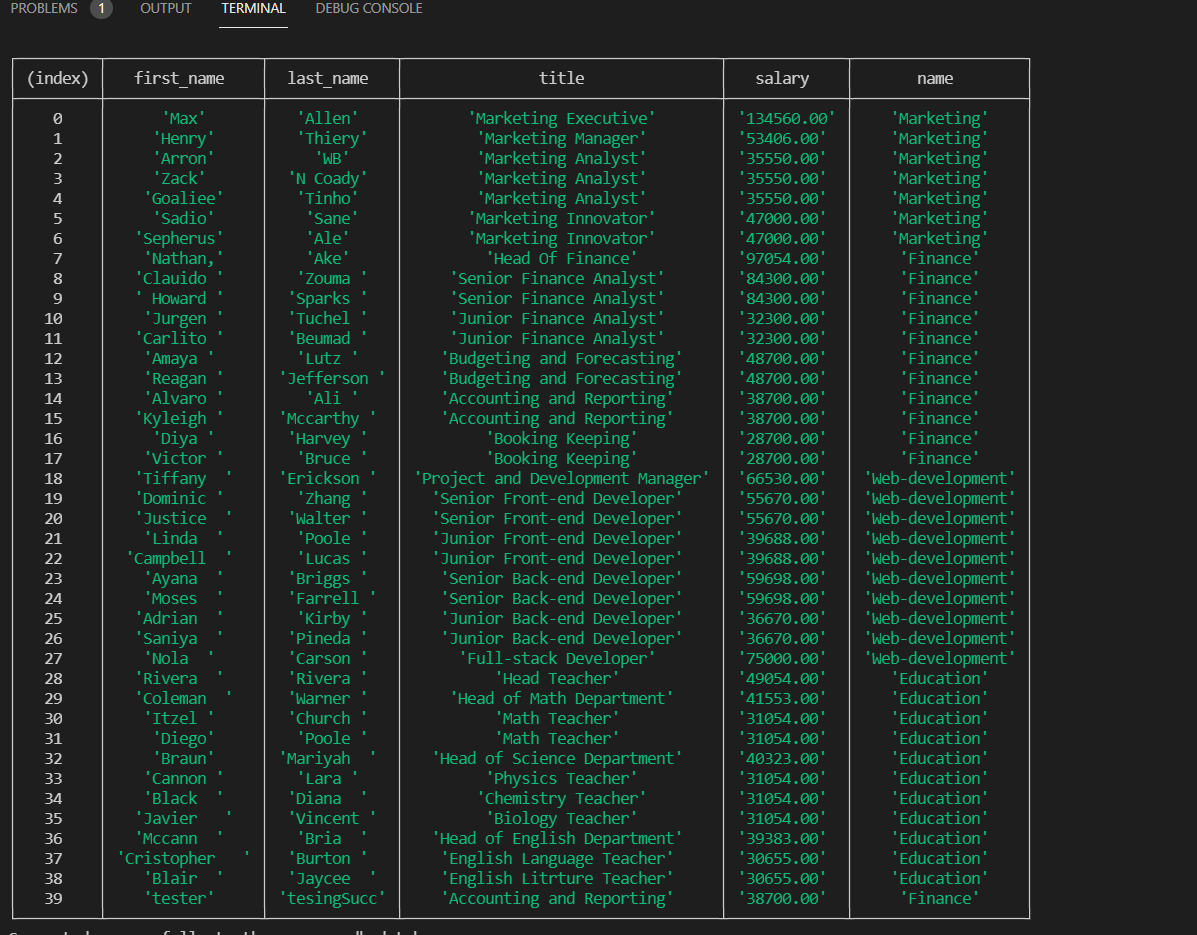 PROBLEMS 1 OUTPUT TERMINAL DEBUG CONSOLE
(index) first_name last_name title salary name
0 'Max' 'Allen' 'Marketing Executive' '134560.00' 'Marketing'
1 'Henry' 'Thiery' 'Marketing Manager' '53406.00' 'Marketing'
2 'Arron' 'WB' 'Marketing Analyst' '35550.00' 'Marketing'
3 'Zack' 'N Coady' 'Marketing Analyst' '35550.00' 'Marketing'
4 'Goaliee' 'Tinho' 'Marketing Analyst' '35550.00' 'Marketing'
5 'Sadio' 'Sane' 'Marketing Innovator' '47000.00' 'Marketing'
6 'Sepherus' 'Ale' 'Marketing Innovator' '47000.00' 'Marketing'
7 'Nathan,' 'Ake' 'Head Of Finance' '97054.00' 'Finance'
8 'Clauido ' 'Zouma ' 'Senior Finance Analyst' '84300.00' 'Finance'
9 ' Howard ' 'Sparks ' 'Senior Finance Analyst' '84300.00' 'Finance'
10 'Jurgen ' 'Tuchel ' 'Junior Finance Analyst' '32300.00' 'Finance'
11 'Carlito ' 'Beumad ' 'Junior Finance Analyst' '32300.00' 'Finance'
12 'Amaya ' 'Lutz ' 'Budgeting and Forecasting' '48700.00' 'Finance'
13 'Reagan ' 'Jefferson ' 'Budgeting and Forecasting' '48700.00' 'Finance'
14 'Alvaro ' 'Ali ' 'Accounting and Reporting' '38700.00' 'Finance'
15 'Kyleigh ' 'Mccarthy ' 'Accounting and Reporting' '38700.00' 'Finance'
16 'Diya ' 'Harvey ' 'Booking Keeping' '28700.00' 'Finance'
17 'Victor ' 'Bruce ' 'Booking Keeping' '28700.00' 'Finance'
18 'Tiffany  ' 'Erickson ' 'Project and Development Manager' '66530.00' 'Web-development'
19 'Dominic ' 'Zhang ' 'Senior Front-end Developer' '55670.00' 'Web-development'
20 'Justice  ' 'Walter ' 'Senior Front-end Developer' '55670.00' 'Web-development'
21 'Linda  ' 'Poole ' 'Junior Front-end Developer' '39688.00' 'Web-development'
22 'Campbell  ' 'Lucas ' 'Junior Front-end Developer' '39688.00' 'Web-development'
23 'Ayana  ' 'Briggs ' 'Senior Back-end Developer' '59698.00' 'Web-development'
24 'Moses  ' 'Farrell ' 'Senior Back-end Developer' '59698.00' 'Web-development'
25 'Adrian  ' 'Kirby ' 'Junior Back-end Developer' '36670.00' 'Web-development'
26 'Saniya  ' 'Pineda ' 'Junior Back-end Developer' '36670.00' 'Web-development'
27 'Nola  ' 'Carson ' 'Full-stack Developer' '75000.00' 'Web-development'
28 'Rivera  ' 'Rivera ' 'Head Teacher' '49054.00' 'Education'
29 'Coleman  ' 'Warner ' 'Head of Math Department' '41553.00' 'Education'
30 'Itzel ' 'Church ' 'Math Teacher' '31054.00' 'Education'
31 'Diego' 'Poole ' 'Math Teacher' '31054.00' 'Education'
32 'Braun' 'Mariyah  ' 'Head of Science Department' '40323.00' 'Education'
33 'Cannon ' 'Lara ' 'Physics Teacher' '31054.00' 'Education'
34 'Black  ' 'Diana  ' 'Chemistry Teacher' '31054.00' 'Education'
35 'Javier   ' 'Vincent ' 'Biology Teacher' '31054.00' 'Education'
36 'Mccann  ' 'Bria  ' 'Head of English Department' '39383.00' 'Education'
37 'Cristopher   ' 'Burton ' 'English Language Teacher' '30655.00' 'Education'
38 'Blair  ' 'Jaycee  ' 'English Litrture Teacher' '30655.00' 'Education'
39 'tester' 'tesingSucc' 'Accounting and Reporting' '38700.00' 'Finance'